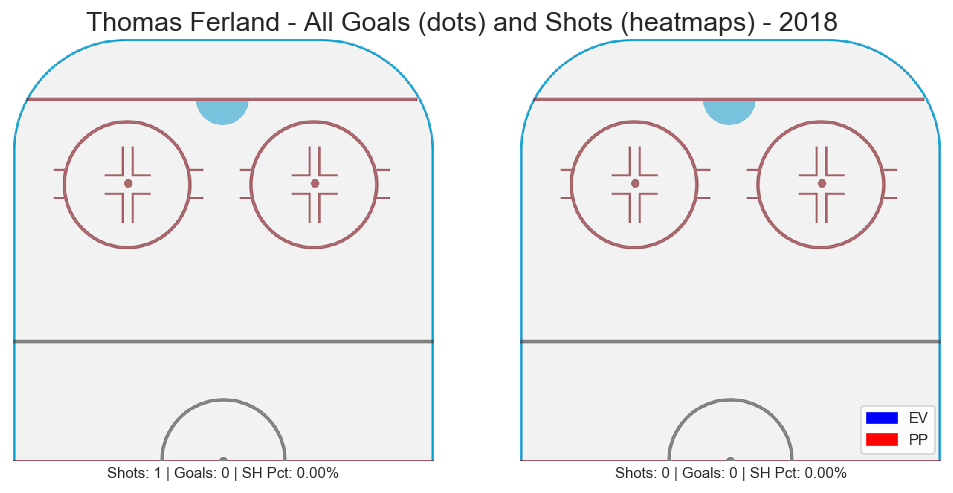 Thomas Ferland - All Goals (dots) and Shots (heatmaps) - 2018
EV
PP
Shots: 1 | Goals: 0 | SH Pct: 0.00%
Shots: 0 | Goals: 0 | SH Pct: 0.00%